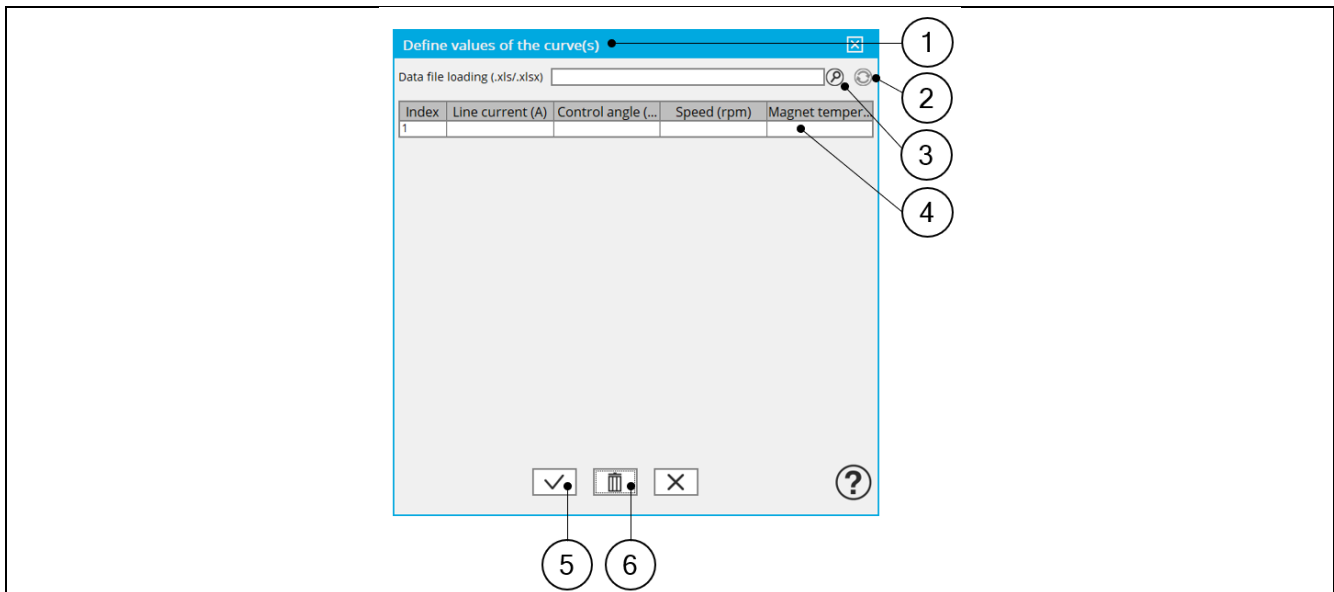 Define values of the curve(s)
1
Data file loading (.xls/.xlsx)
2
Index Line current (A) Control angle (... Speed (rpm) Magnet temper...
1
3
4
?
5 6